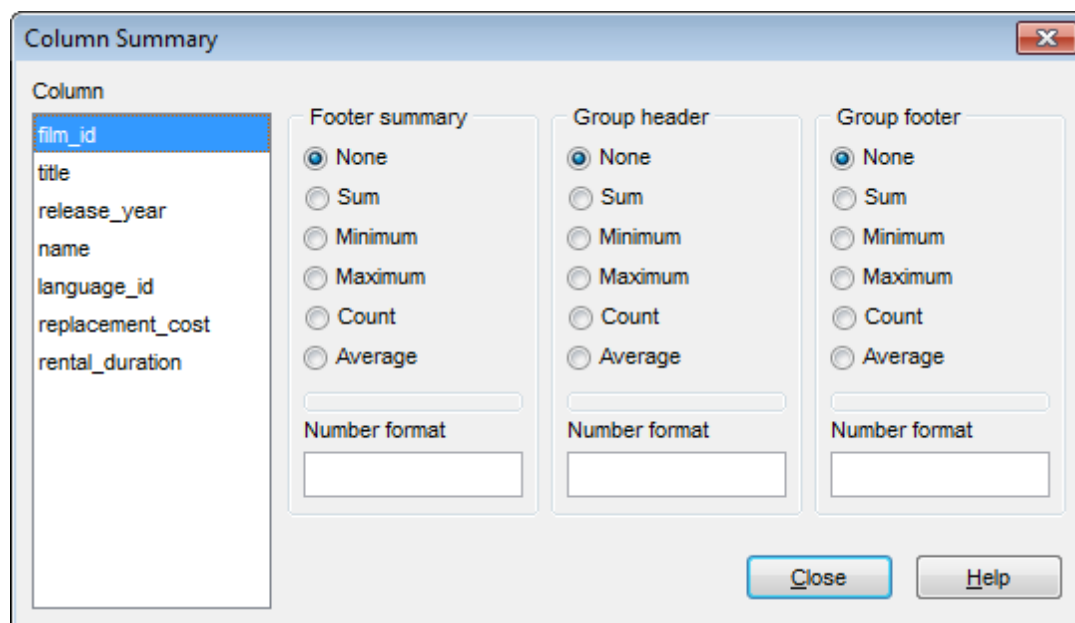 Column Summary
Column
film_id
title
release_year
name
language_id
replacement_cost
rental_duration
Footer summary
None
Sum
Minimum
Maximum
Count
Average
Number format
Group header
None
Sum
Minimum
Maximum
Count
Average
Number format
Group footer
None
Sum
Minimum
Maximum
Count
Average
Number format
Close
Help